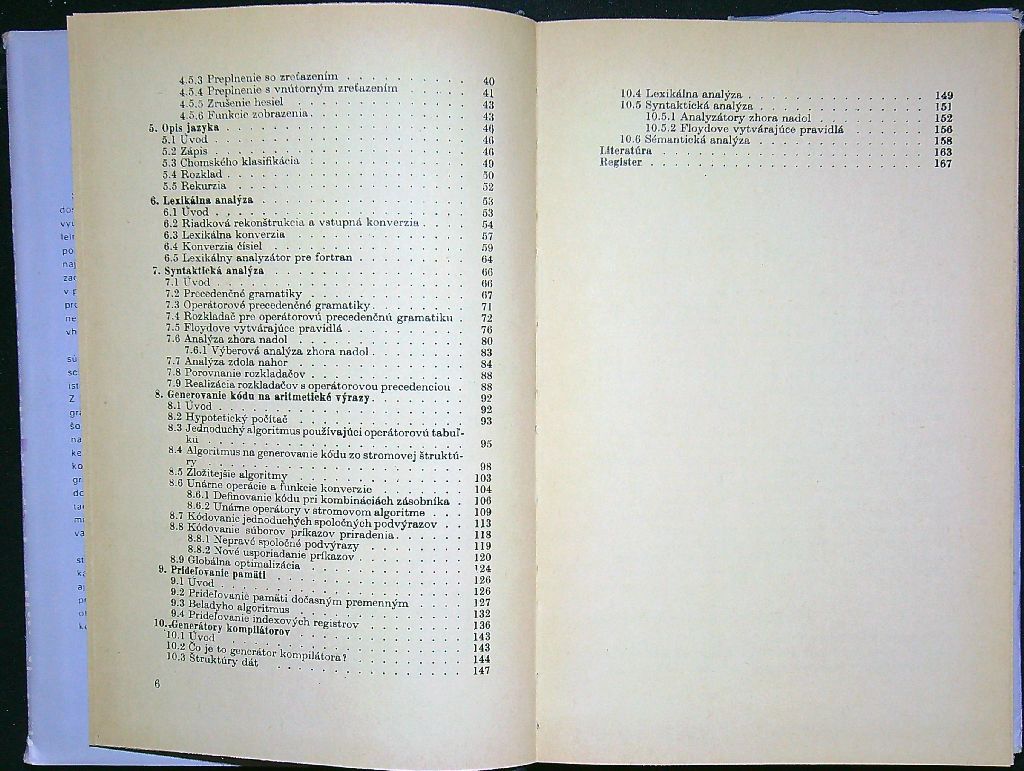 4.5.3 Preplnenie so zreťazením . . . . . . . . . . 40
4.5.4 Preplnenie s vnútorným zreťazením . . . . . 41
4.5.5 Zrušenie hesiel . . . . . . . . . . . . . 43
4.5.6 Funkcie zobrazenia . . . . . . . . . . . . 43
5. Opis jazyka . . . . . . . . . . . . . . . . . 46
5.1 Úvod . . . . . . . . . . . . . . . . . . 46
5.2 Zápis . . . . . . . . . . . . . . . . . . 46
5.3 Chomského klasifikácia . . . . . . . . . . . . 49
5.4 Rozklad . . . . . . . . . . . . . . . . . 50
5.5 Rekurzia . . . . . . . . . . . . . . . . . 52
6. Lexikálna analýza . . . . . . . . . . . . . . . 53
6.1 Úvod . . . . . . . . . . . . . . . . . . 53
6.2 Riadková rekonštrukcia a vstupná konverzia . . . 54
6.3 Lexikálna konverzia . . . . . . . . . . . . . 57
6.4 Konverzia čísiel . . . . . . . . . . . . . . 59
6.5 Lexikálny analyzátor pre fortran . . . . . . . . 64
7. Syntaktická analýza . . . . . . . . . . . . . . 66
7.1 Úvod . . . . . . . . . . . . . . . . . . 66
7.2 Precedenčné gramatiky . . . . . . . . . . . . 67
7.3 Operátorové precedenčné gramatiky . . . . . . . 71
7.4 Rozkladač pre operátorovú precedenčnú gramatiku . 72
7.5 Floydove vytvárajúce pravidlá . . . . . . . . . 76
7.6 Analýza zhora nadol . . . . . . . . . . . . . 80
7.6.1 Výberová analýza zhora nadol . . . . . . . 83
7.7 Analýza zdola nahor . . . . . . . . . . . . . 84
7.8 Porovnanie rozkladačov . . . . . . . . . . . . 88
7.9 Realizácia rozkladačov s operátorovou precedenciou . 88
8. Generovanie kódu na aritmetické výrazy . . . . . . . 92
8.1 Úvod . . . . . . . . . . . . . . . . . . 92
8.2 Hypotetický počítač . . . . . . . . . . . . . 93
8.3 Jednoduchý algoritmus používajúci operátorovú tabuľ-
ku . . . . . . . . . . . . . . . . . . . 95
8.4 Algoritmus na generovanie kódu zo stromovej štruktú-
ry . . . . . . . . . . . . . . . . . . . 98
8.5 Zložitejšie algoritmy . . . . . . . . . . . . . 103
8.6 Unárne operácie a funkcie konverzie . . . . . . . 104
8.6.1 Definovanie kódu pri kombináciách zásobníka . 106
8.6.2 Unárne operátory v stromovom algoritme . . . 109
8.7 Kódovanie jednoduchých spoločných podvýrazov . . 113
8.8 Kódovanie súborov príkazov priradenia . . . . . . 118
8.8.1 Nepravé spoločné podvýrazy . . . . . . . . 119
8.8.2 Nové usporiadanie príkazov . . . . . . . . 120
8.9 Globálna optimalizácia . . . . . . . . . . . . 124
9. Prideľovanie pamäti . . . . . . . . . . . . . . 126
9.1 Úvod . . . . . . . . . . . . . . . . . . 126
9.2 Prideľovanie pamäti dočasným premenným . . . . 127
9.3 Beladyho algoritmus . . . . . . . . . . . . . 132
9.4 Prideľovanie indexových registrov . . . . . . . . 136
10. Generátory kompilátorov . . . . . . . . . . . . 143
10.1 Úvod . . . . . . . . . . . . . . . . . . 143
10.2 Čo je to generátor kompilátora? . . . . . . . . 144
10.3 Štruktúry dát . . . . . . . . . . . . . . . 147
6
10.4 Lexikálna analýza . . . . . . . . . . . . . 149
10.5 Syntaktická analýza . . . . . . . . . . . . 151
10.5.1 Analyzátory zhora nadol . . . . . . . . 152
10.5.2 Floydove vytvárajúce pravidlá . . . . . . 156
10.6 Sémantická analýza . . . . . . . . . . . . 158
Literatúra . . . . . . . . . . . . . . . . . . 163
Register . . . . . . . . . . . . . . . . . . . 167